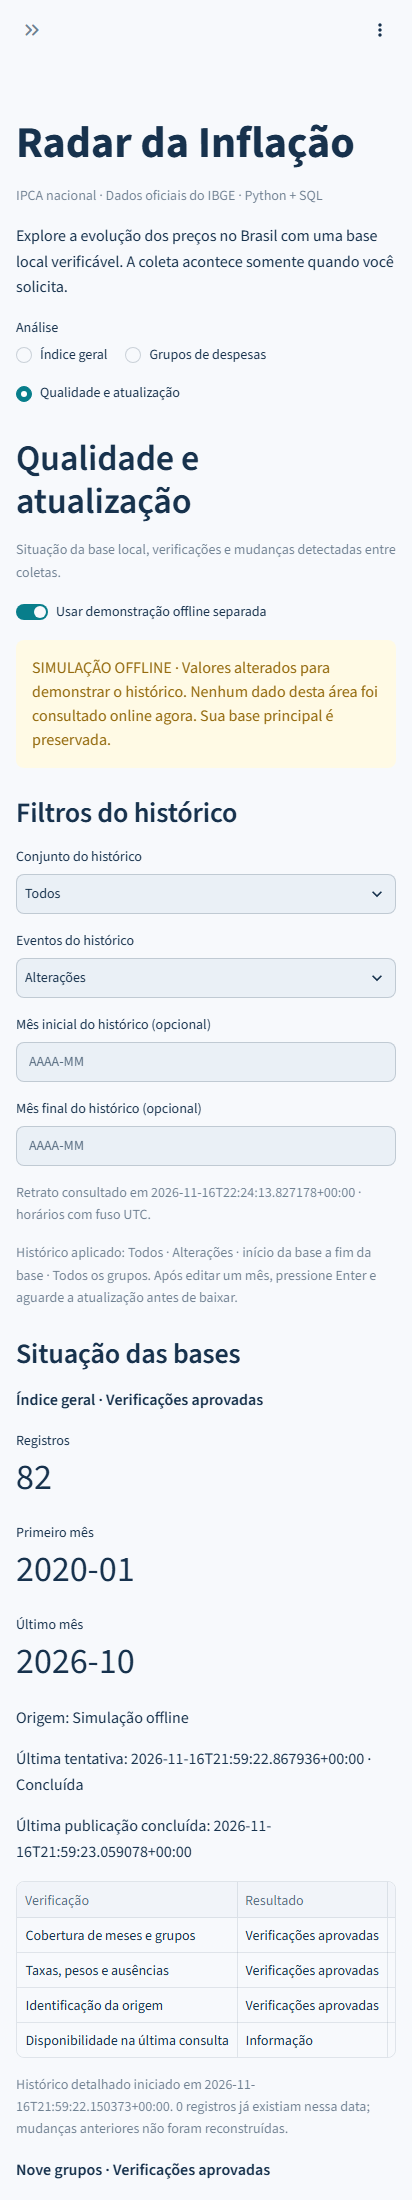 Radar da Inflação
IPCA nacional · Dados oficiais do IBGE · Python + SQL
Explore a evolução dos preços no Brasil com uma base
local verificável. A coleta acontece somente quando você
solicita.
Análise
Índice geral
Grupos de despesas
Qualidade e atualização
Qualidade e
atualização
Situação da base local, verificações e mudanças detectadas entre
coletas.
Usar demonstração offline separada
SIMULAÇÃO OFFLINE · Valores alterados para
demonstrar o histórico. Nenhum dado desta área foi
consultado online agora. Sua base principal é
preservada.
Filtros do histórico
Conjunto do histórico
Todos
Eventos do histórico
Alterações
Mês inicial do histórico (opcional)
AAAA-MM
Mês final do histórico (opcional)
AAAA-MM
Retrato consultado em 2026-11-16T22:24:13.827178+00:00 ·
horários com fuso UTC.
Histórico aplicado: Todos · Alterações · início da base a fim da
base · Todos os grupos. Após editar um mês, pressione Enter e
aguarde a atualização antes de baixar.
Situação das bases
Índice geral · Verificações aprovadas
Registros
82
Primeiro mês
2020-01
Último mês
2026-10
Origem: Simulação offline
Última tentativa: 2026-11-16T21:59:22.867936+00:00 ·
Concluída
Última publicação concluída: 2026-11-
16T21:59:23.059078+00:00
Verificação Resultado
Cobertura de meses e grupos Verificações aprovadas
Taxas, pesos e ausências Verificações aprovadas
Identificação da origem Verificações aprovadas
Disponibilidade na última consulta Informação
Histórico detalhado iniciado em 2026-11-
16T21:59:22.150373+00:00. 0 registros já existiam nessa data;
mudanças anteriores não foram reconstruídas.
Nove grupos · Verificações aprovadas